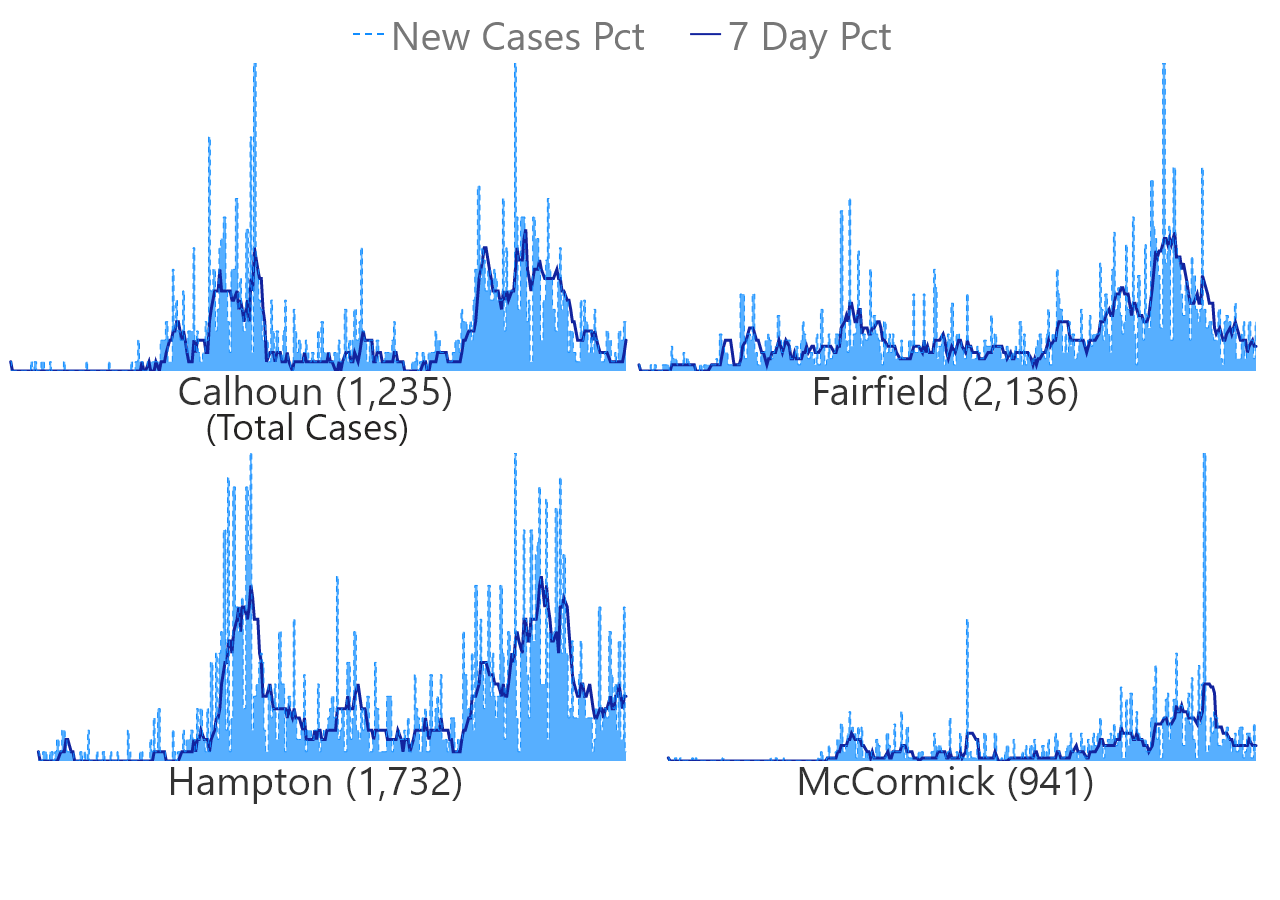 New Cases Pct 7 Day Pct
Calhoun (1,235) Fairfield (2,136)
(Total Cases)
Hampton (1,732) McCormick (941)